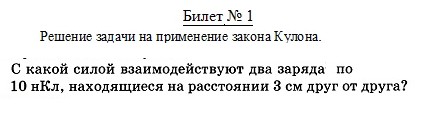 Билет № 1
Решение задачи на применение закона Кулона.
С какой силой взаимодействуют два заряда по
10 нКл, находящиеся на расстоянии 3 см друг от друга?